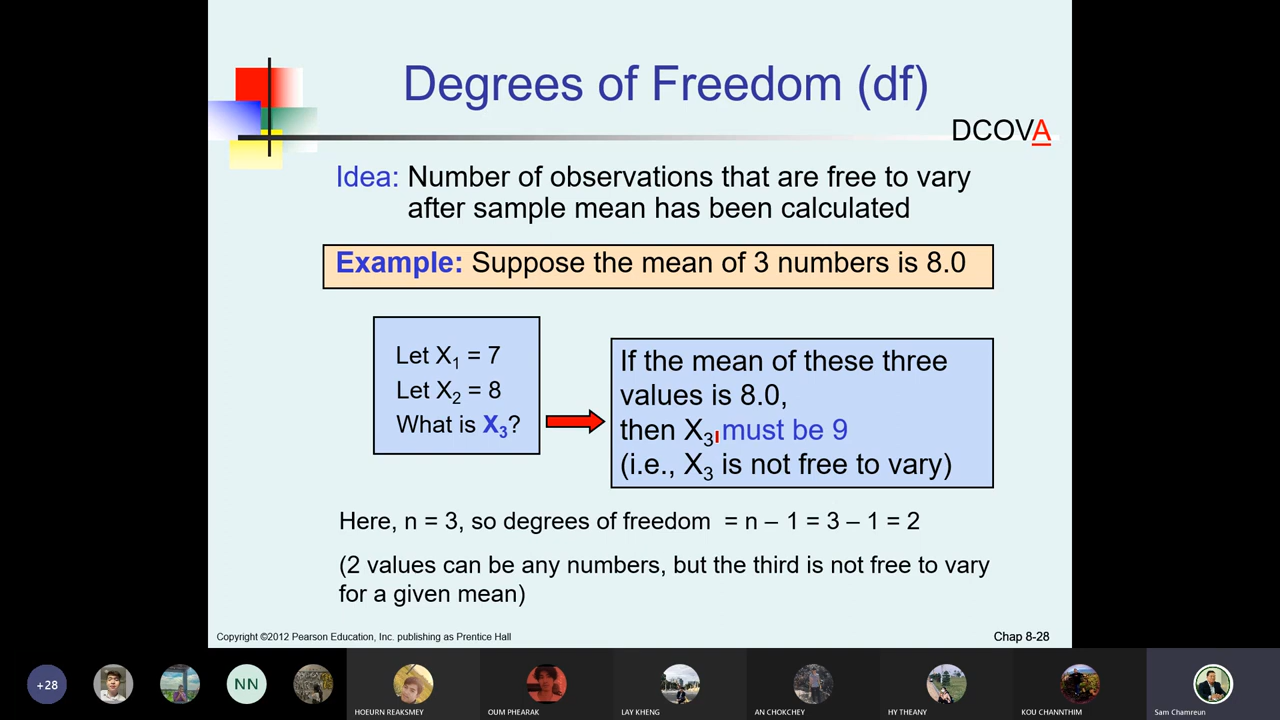 Degrees of Freedom (df)
DCOVA
Idea: Number of observations that are free to vary
after sample mean has been calculated
Example: Suppose the mean of 3 numbers is 8.0
Let X₁ = 7
Let X₂ = 8
What is X₃?
If the mean of these three
values is 8.0,
then X₃ must be 9
(i.e., X₃ is not free to vary)
Here, n = 3, so degrees of freedom = n – 1 = 3 – 1 = 2
(2 values can be any numbers, but the third is not free to vary
for a given mean)
Copyright ©2012 Pearson Education, Inc. publishing as Prentice Hall
Chap 8-28
+28
NN
HOEURN REAKSMEY
OUM PHEARAK
LAY KHENG
AN CHOKCHEY
HY THEANY
KOU CHANNTHIM
Sam Chamreun